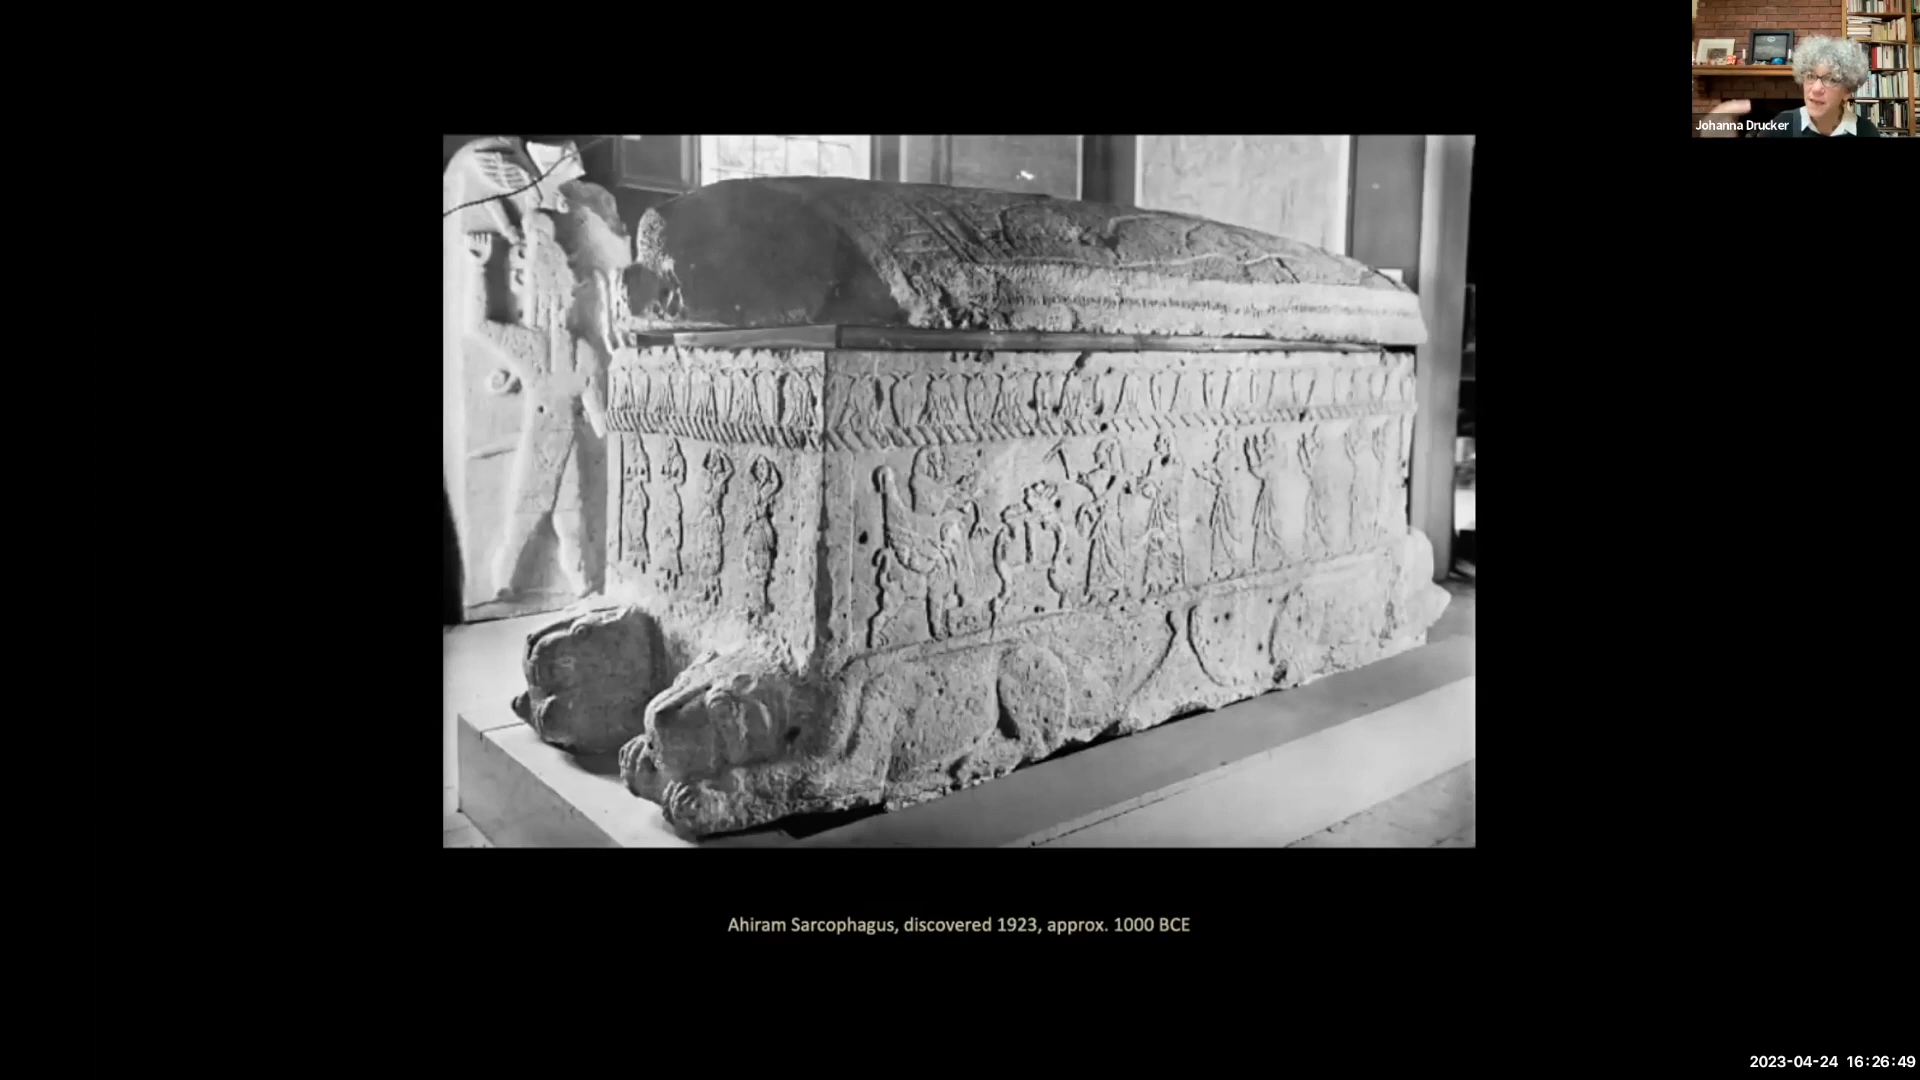 Johanna Drucker
Ahiram Sarcophagus, discovered 1923, approx. 1000 BCE
2023-04-24 16:26:49